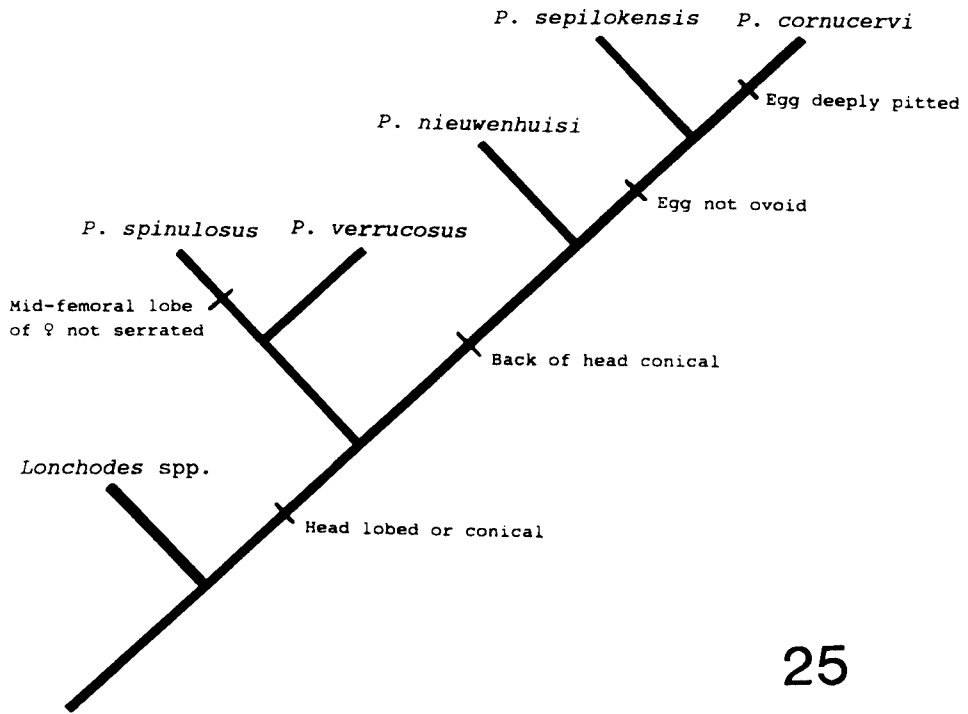 P. sepilokensis
P. cornucervi
Egg deeply pitted
P. nieuwenhuisi
Egg not ovoid
P. spinulosus
P. verrucosus
Mid-femoral lobe
of ♀ not serrated
Back of head conical
Lonchodes spp.
Head lobed or conical
25